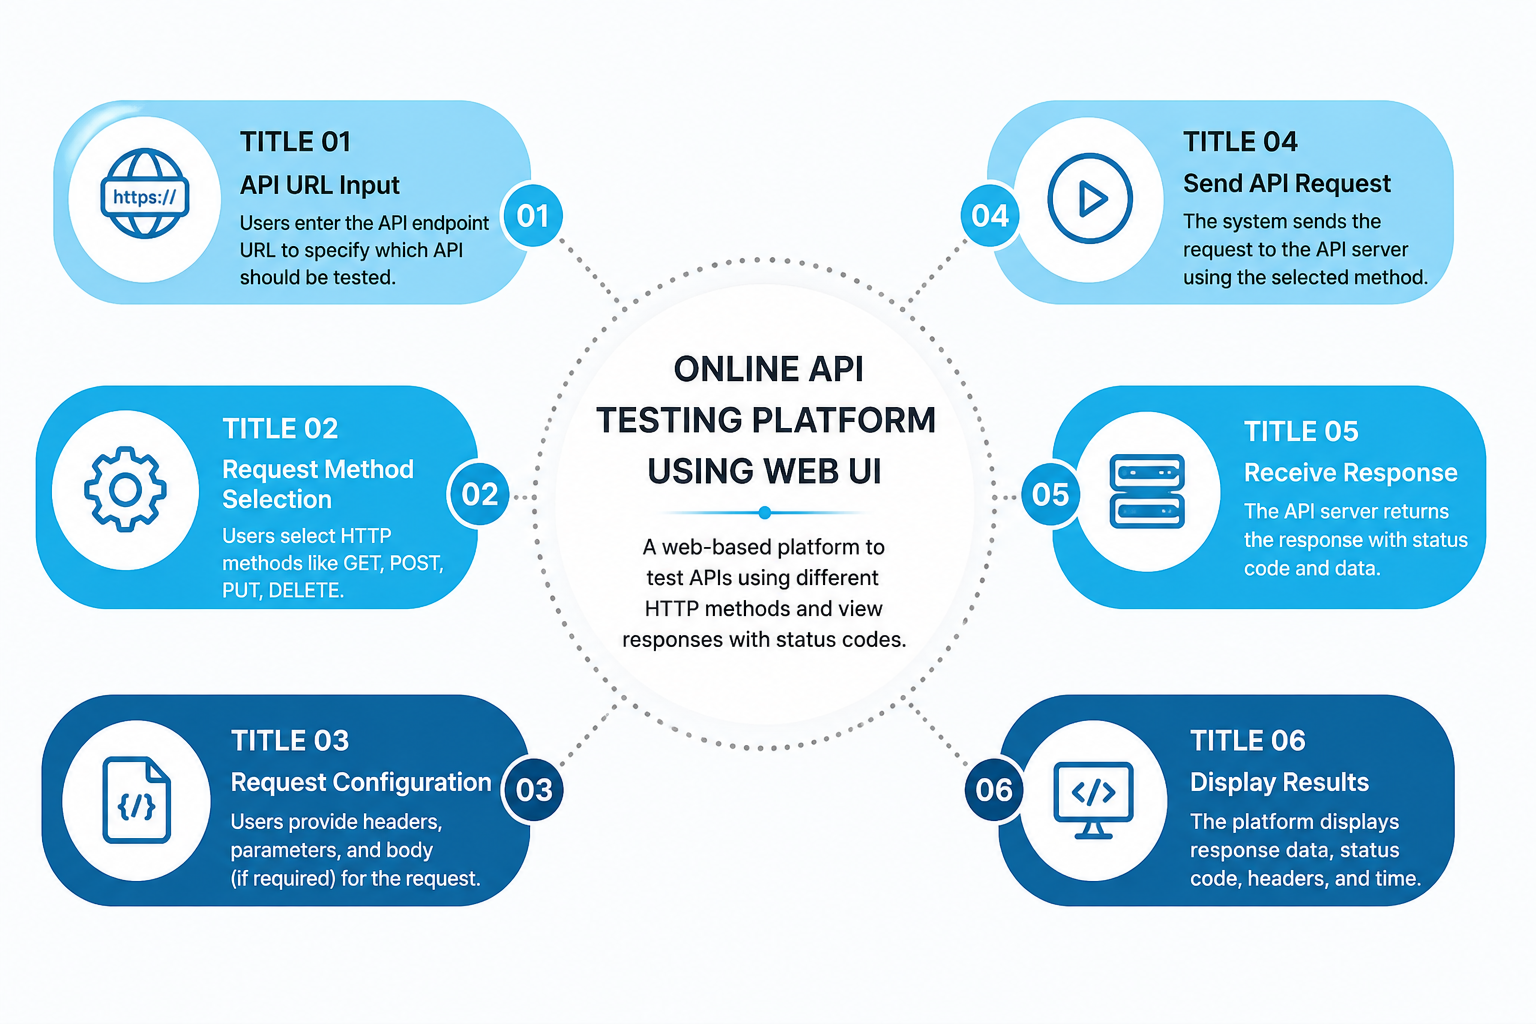 TITLE 01
API URL Input
Users enter the API endpoint
URL to specify which API
should be tested.
https://
01
TITLE 02
Request Method
Selection
Users select HTTP
methods like GET, POST,
PUT, DELETE.
02
TITLE 03
Request Configuration
Users provide headers,
parameters, and body
(if required) for the request.
{/}
03
ONLINE API
TESTING PLATFORM
USING WEB UI
A web-based platform to
test APIs using different
HTTP methods and view
responses with status codes.
04
TITLE 04
Send API Request
The system sends the
request to the API server
using the selected method.
05
TITLE 05
Receive Response
The API server returns
the response with status
code and data.
06
</>
TITLE 06
Display Results
The platform displays
response data, status
code, headers, and time.